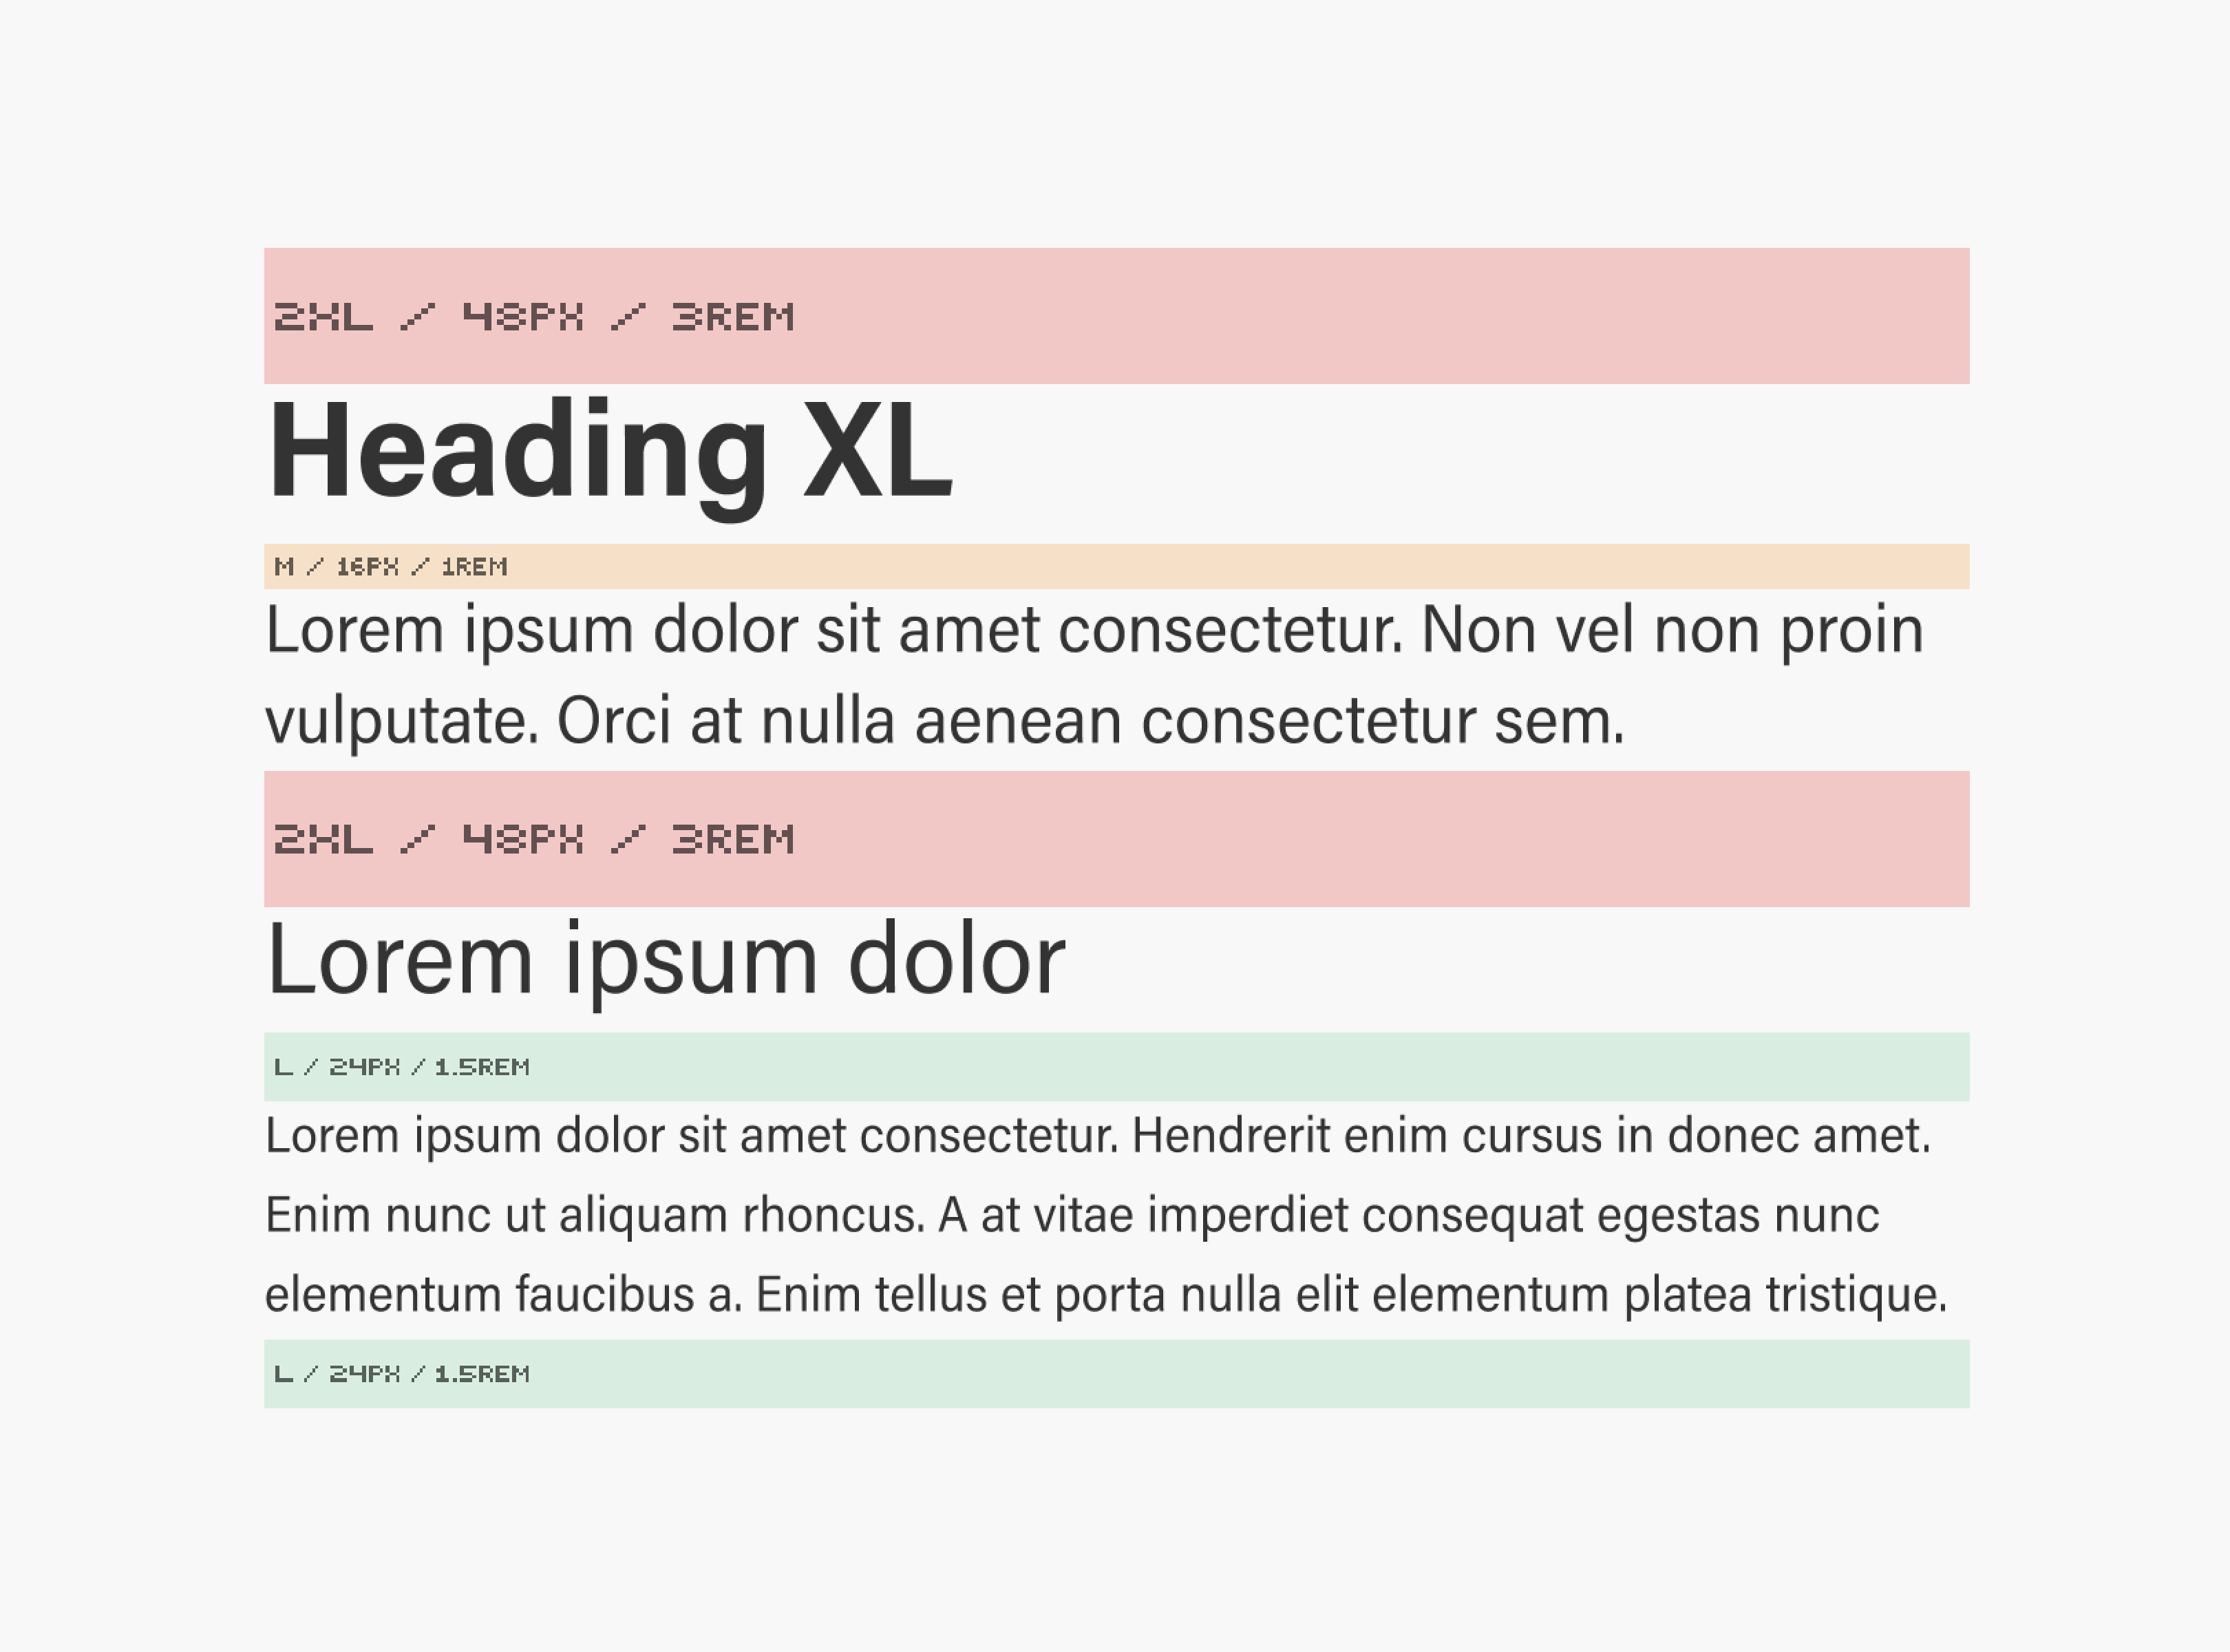 2XL / 48PX / 3REM
Heading XL
M / 16PX / 1REM
Lorem ipsum dolor sit amet consectetur. Non vel non proin
vulputate. Orci at nulla aenean consectetur sem.
2XL / 48PX / 3REM
Lorem ipsum dolor
L / 24PX / 1.5REM
Lorem ipsum dolor sit amet consectetur. Hendrerit enim cursus in donec amet.
Enim nunc ut aliquam rhoncus. A at vitae imperdiet consequat egestas nunc
elementum faucibus a. Enim tellus et porta nulla elit elementum platea tristique.
L / 24PX / 1.5REM